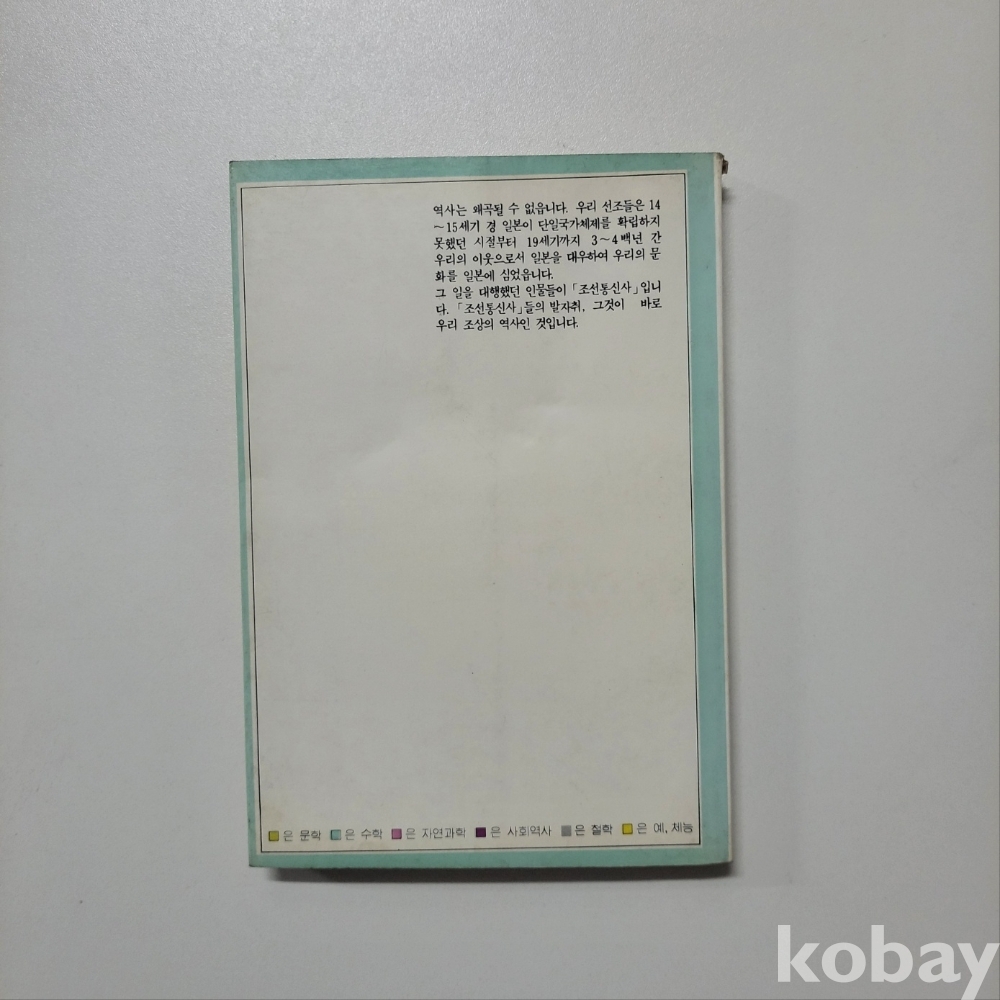 역사는 왜곡될 수 없읍니다. 우리 선조들은 14
~15세기 경 일본이 단일국가체제를 확립하지
못했던 시절부터 19세기까지 3~4백년 간
우리의 이웃으로서 일본을 대우하여 우리의 문
화를 일본에 심었읍니다.
그 일을 대행했던 인물들이 「조선통신사」입니
다. 「조선통신사」들의 발자취, 그것이 바로
우리 조상의 역사인 것입니다.
은 문학 은 수학 은 자연과학 은 사회역사 은 철학 은 예, 체능
kobay